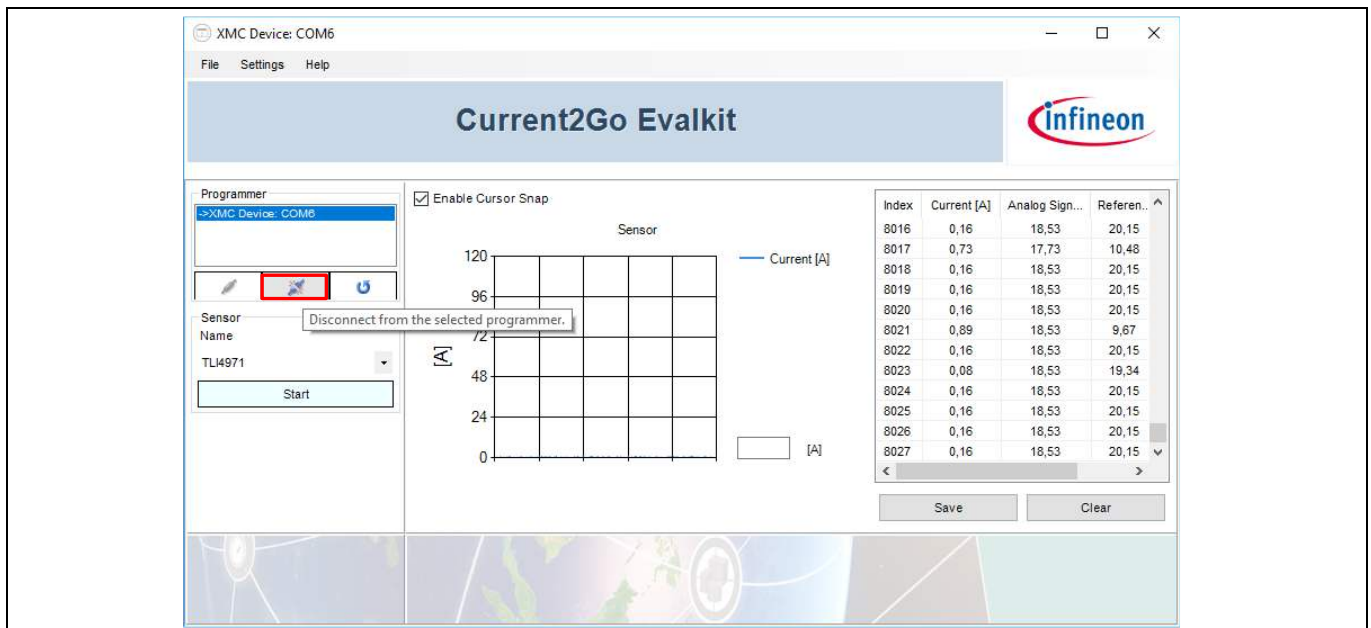 XMC Device: COM6
File Settings Help
Current2Go Evalkit
infineon
Programmer
->XMC Device: COM6
Disconnect from the selected programmer.
Sensor
Name
TLI4971
Start
Enable Cursor Snap
Sensor
120
96
72
48
24
0
[A]
Current [A]
[A]
Index Current [A] Analog Sign... Referen..
8016 0,16 18,53 20,15
8017 0,73 17,73 10,48
8018 0,16 18,53 20,15
8019 0,16 18,53 20,15
8020 0,16 18,53 20,15
8021 0,89 18,53 9,67
8022 0,16 18,53 20,15
8023 0,08 18,53 19,34
8024 0,16 18,53 20,15
8025 0,16 18,53 20,15
8026 0,16 18,53 20,15
8027 0,16 18,53 20,15
Save Clear